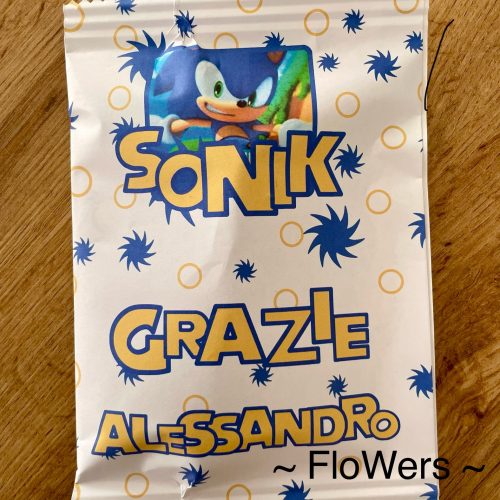 SONIK
GRAZIE
ALESSANDRO
~ FloWers ~